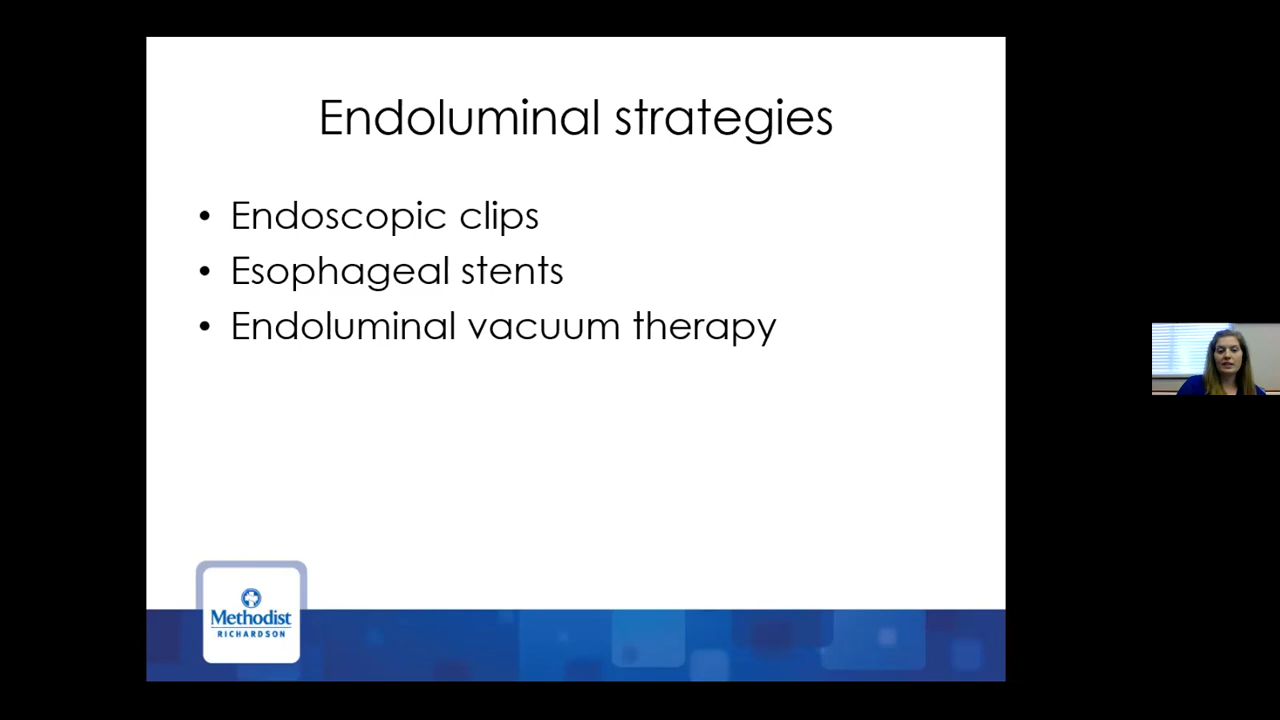 Endoluminal strategies
• Endoscopic clips
• Esophageal stents
• Endoluminal vacuum therapy
Methodist
RICHARDSON